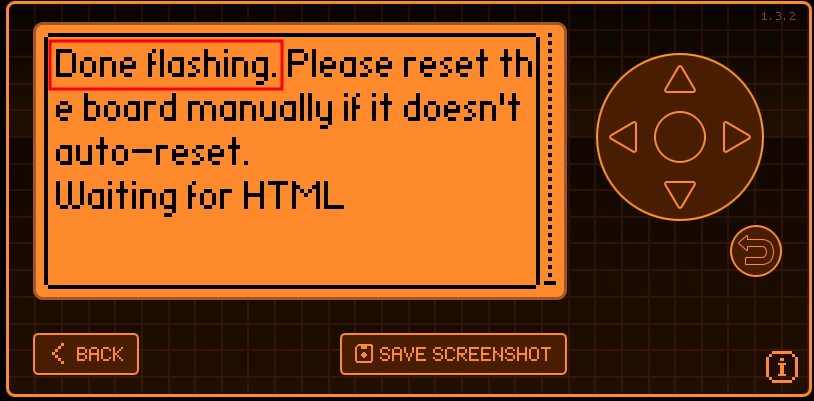 1.3.2
Done flashing. Please reset th
e board manually if it doesn't
auto-reset.
Waiting for HTML
BACK
SAVE SCREENSHOT
i